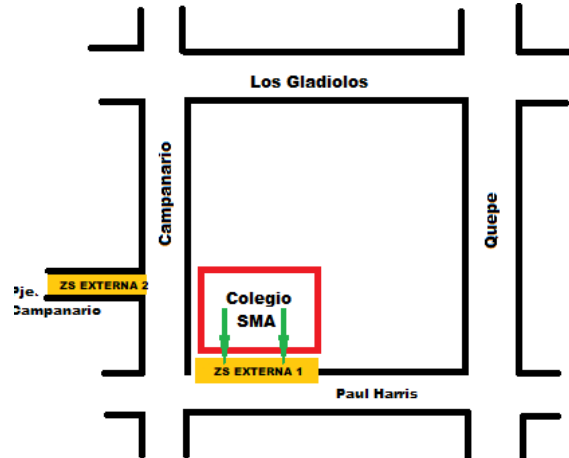 Los Gladiolos
Campanario
Quepe
ZS EXTERNA 2
Pje.
Campanario
Colegio
SMA
ZS EXTERNA 1
Paul Harris